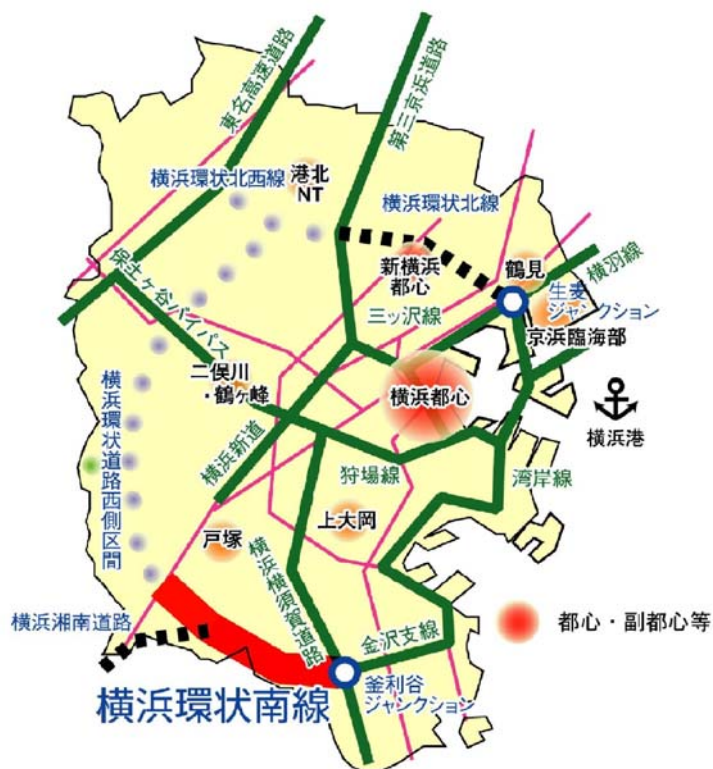 東名高速道路
第三京浜道路
横浜環状北西線
港北
NT
横浜環状北線
新横浜
都心
鶴見
横羽線
生麦
ジャンクション
京浜臨海部
保土ヶ谷バイパス
三ッ沢線
二俣川
・鶴ヶ峰
横浜都心
横浜港
横浜環状道路西側区間
横浜新道
狩場線
湾岸線
上大岡
戸塚
横浜横須賀道路
横浜湘南道路
金沢支線
都心・副都心等
釜利谷
ジャンクション
横浜環状南線